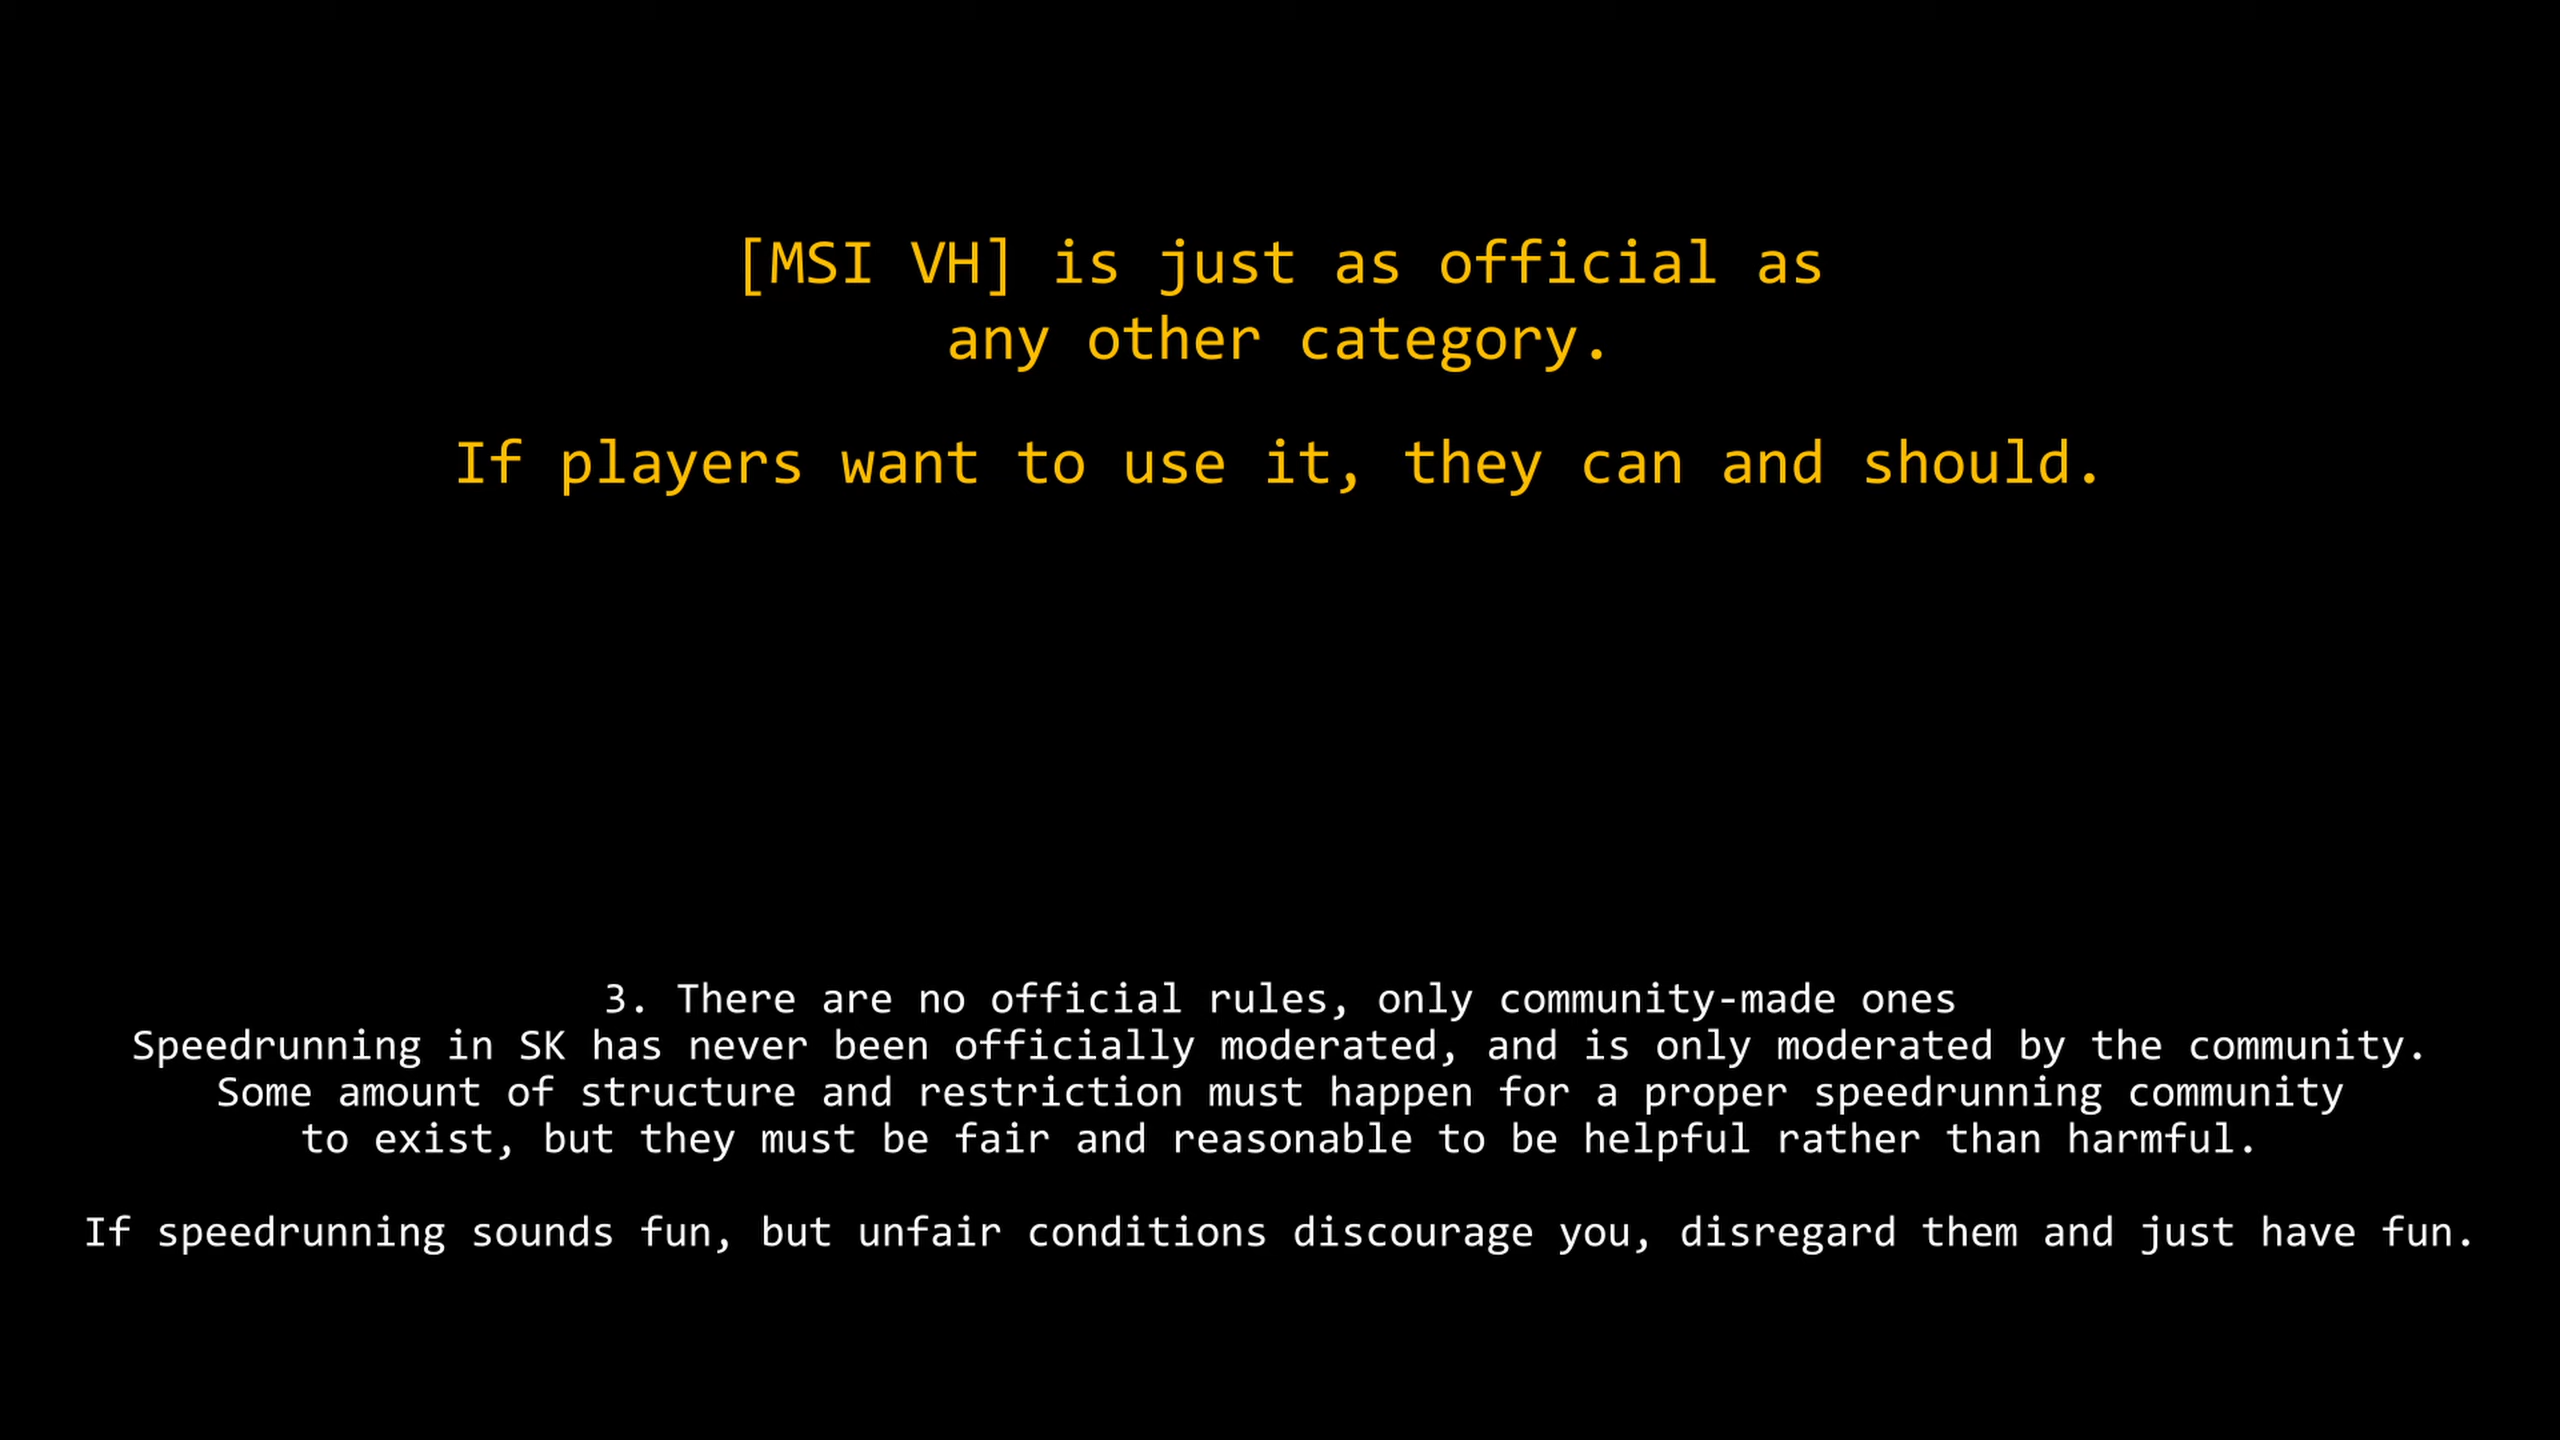 [MSI VH] is just as official as
any other category.
If players want to use it, they can and should.
3. There are no official rules, only community-made ones
Speedrunning in SK has never been officially moderated, and is only moderated by the community.
Some amount of structure and restriction must happen for a proper speedrunning community
to exist, but they must be fair and reasonable to be helpful rather than harmful.
If speedrunning sounds fun, but unfair conditions discourage you, disregard them and just have fun.